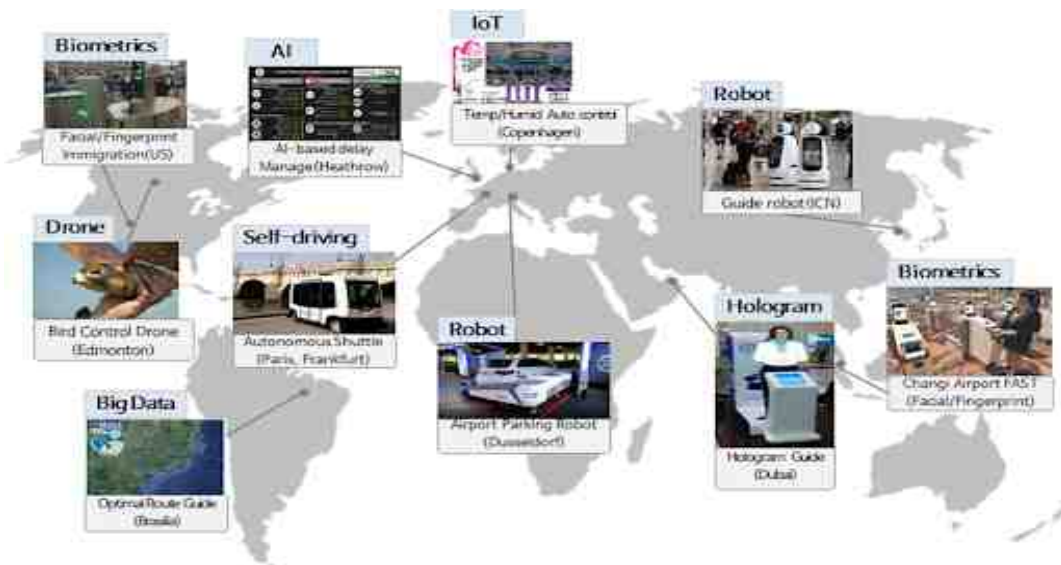 Biometrics
Facial/Fingerprint
Immigration(US)
AI
AI-based delay
Manage(Heathrow)
IoT
Temp/Humid Auto control
(Copenhagen)
Robot
Guide robot(ICN)
Drone
Bird Control Drone
(Edmonton)
Self-driving
Autonomous Shuttle
(Paris, Frankfurt)
Robot
Airport Parking Robot
(Dusseldorf)
Hologram
Hologram Guide
(Dubai)
Biometrics
Changi Airport FAST
(Facial/Fingerprint)
Big Data
Optimal Route Guide
(Brasilia)